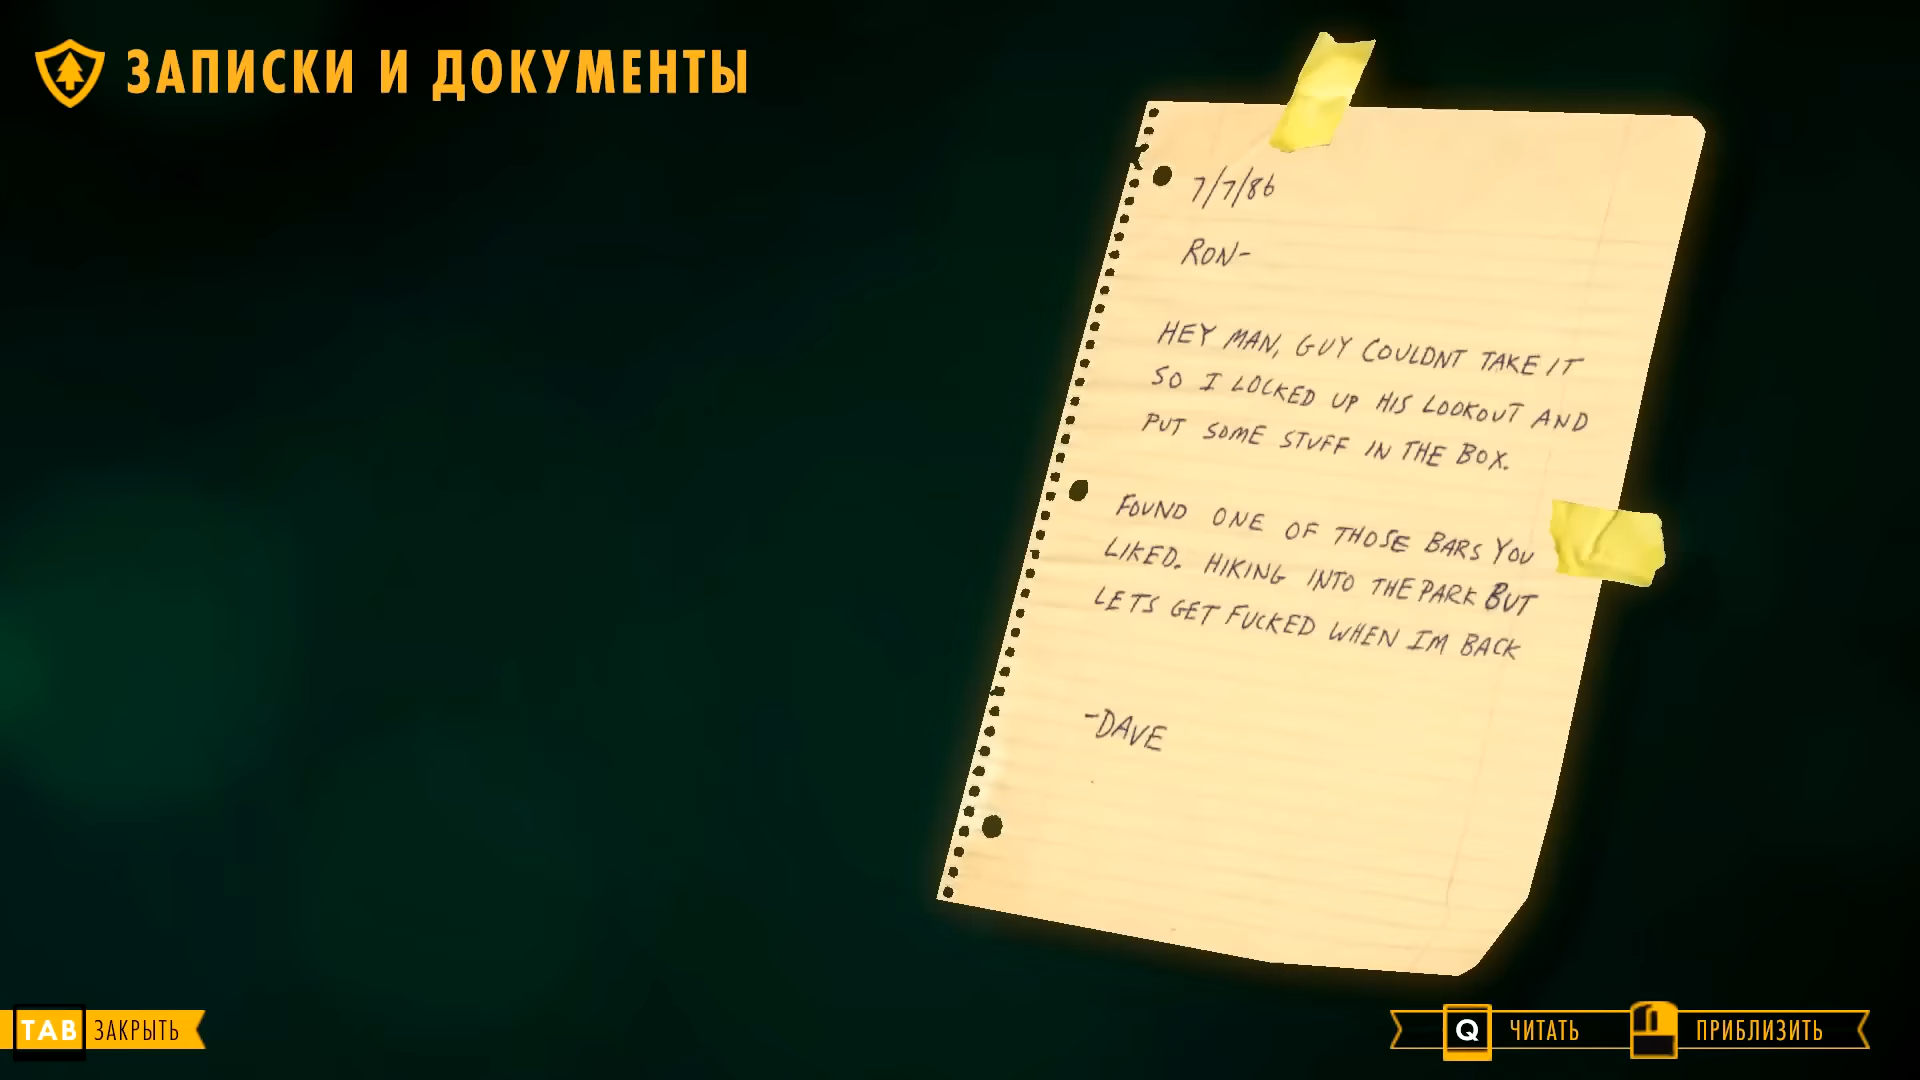 ЗАПИСКИ И ДОКУМЕНТЫ
7/7/86
RON-
HEY MAN, GUY COULDNT TAKE IT
SO I LOCKED UP HIS LOOKOUT AND
PUT SOME STUFF IN THE BOX.
FOUND ONE OF THOSE BARS YOU
LIKED. HIKING INTO THE PARK BUT
LETS GET FUCKED WHEN IM BACK
-DAVE
TAB ЗАКРЫТЬ
Q ЧИТАТЬ ПРИБЛИЗИТЬ